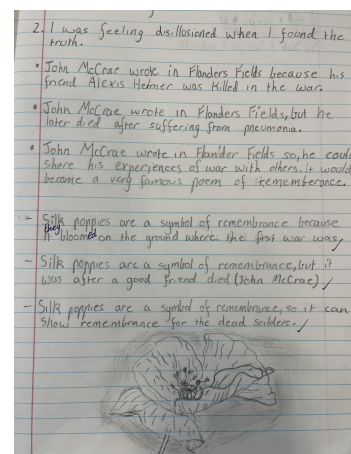 2. I was feeling disillusioned when I found the
truth.
• John McCrae wrote in Flanders Fields because his
friend Alexis Helmer was killed in the war.
• John McCrae wrote in Flanders Fields, but he
later died after suffering from pneumonia.
• John McCrae wrote in Flander Fields so, he could
share his experiences of war with others. it would
become a very famous poem of rememberance.
- Silk poppies are a symbol of remembrance because
they
it bloomed on the ground where the first war was,
- Silk poppies are a symbol of remembrance, but it
was after a good friend died (John McCrae)
- Silk poppies are a symbol of remembrance, so it can
show remembrance for the dead soilders.